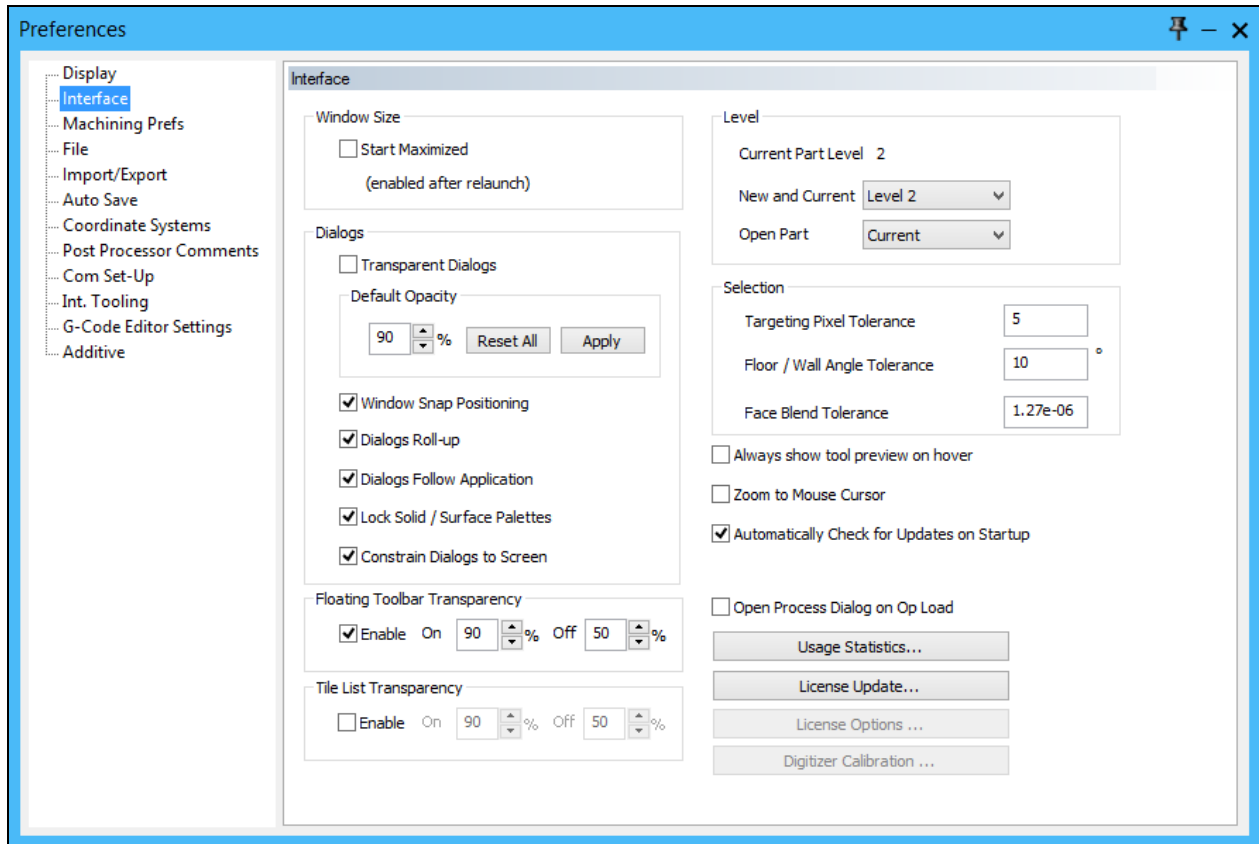 Preferences
Display
Interface
Machining Prefs
File
Import/Export
Auto Save
Coordinate Systems
Post Processor Comments
Com Set-Up
Int. Tooling
G-Code Editor Settings
Additive
Interface
Window Size
Start Maximized
(enabled after relaunch)
Dialogs
Transparent Dialogs
Default Opacity
90 % Reset All Apply
Window Snap Positioning
Dialogs Roll-up
Dialogs Follow Application
Lock Solid / Surface Palettes
Constrain Dialogs to Screen
Floating Toolbar Transparency
Enable On 90 % Off 50 %
Tile List Transparency
Enable On 90 % Off 50 %
Level
Current Part Level 2
New and Current Level 2
Open Part Current
Selection
Targeting Pixel Tolerance 5
Floor / Wall Angle Tolerance 10 °
Face Blend Tolerance 1.27e-06
Always show tool preview on hover
Zoom to Mouse Cursor
Automatically Check for Updates on Startup
Open Process Dialog on Op Load
Usage Statistics...
License Update...
License Options ...
Digitizer Calibration ...